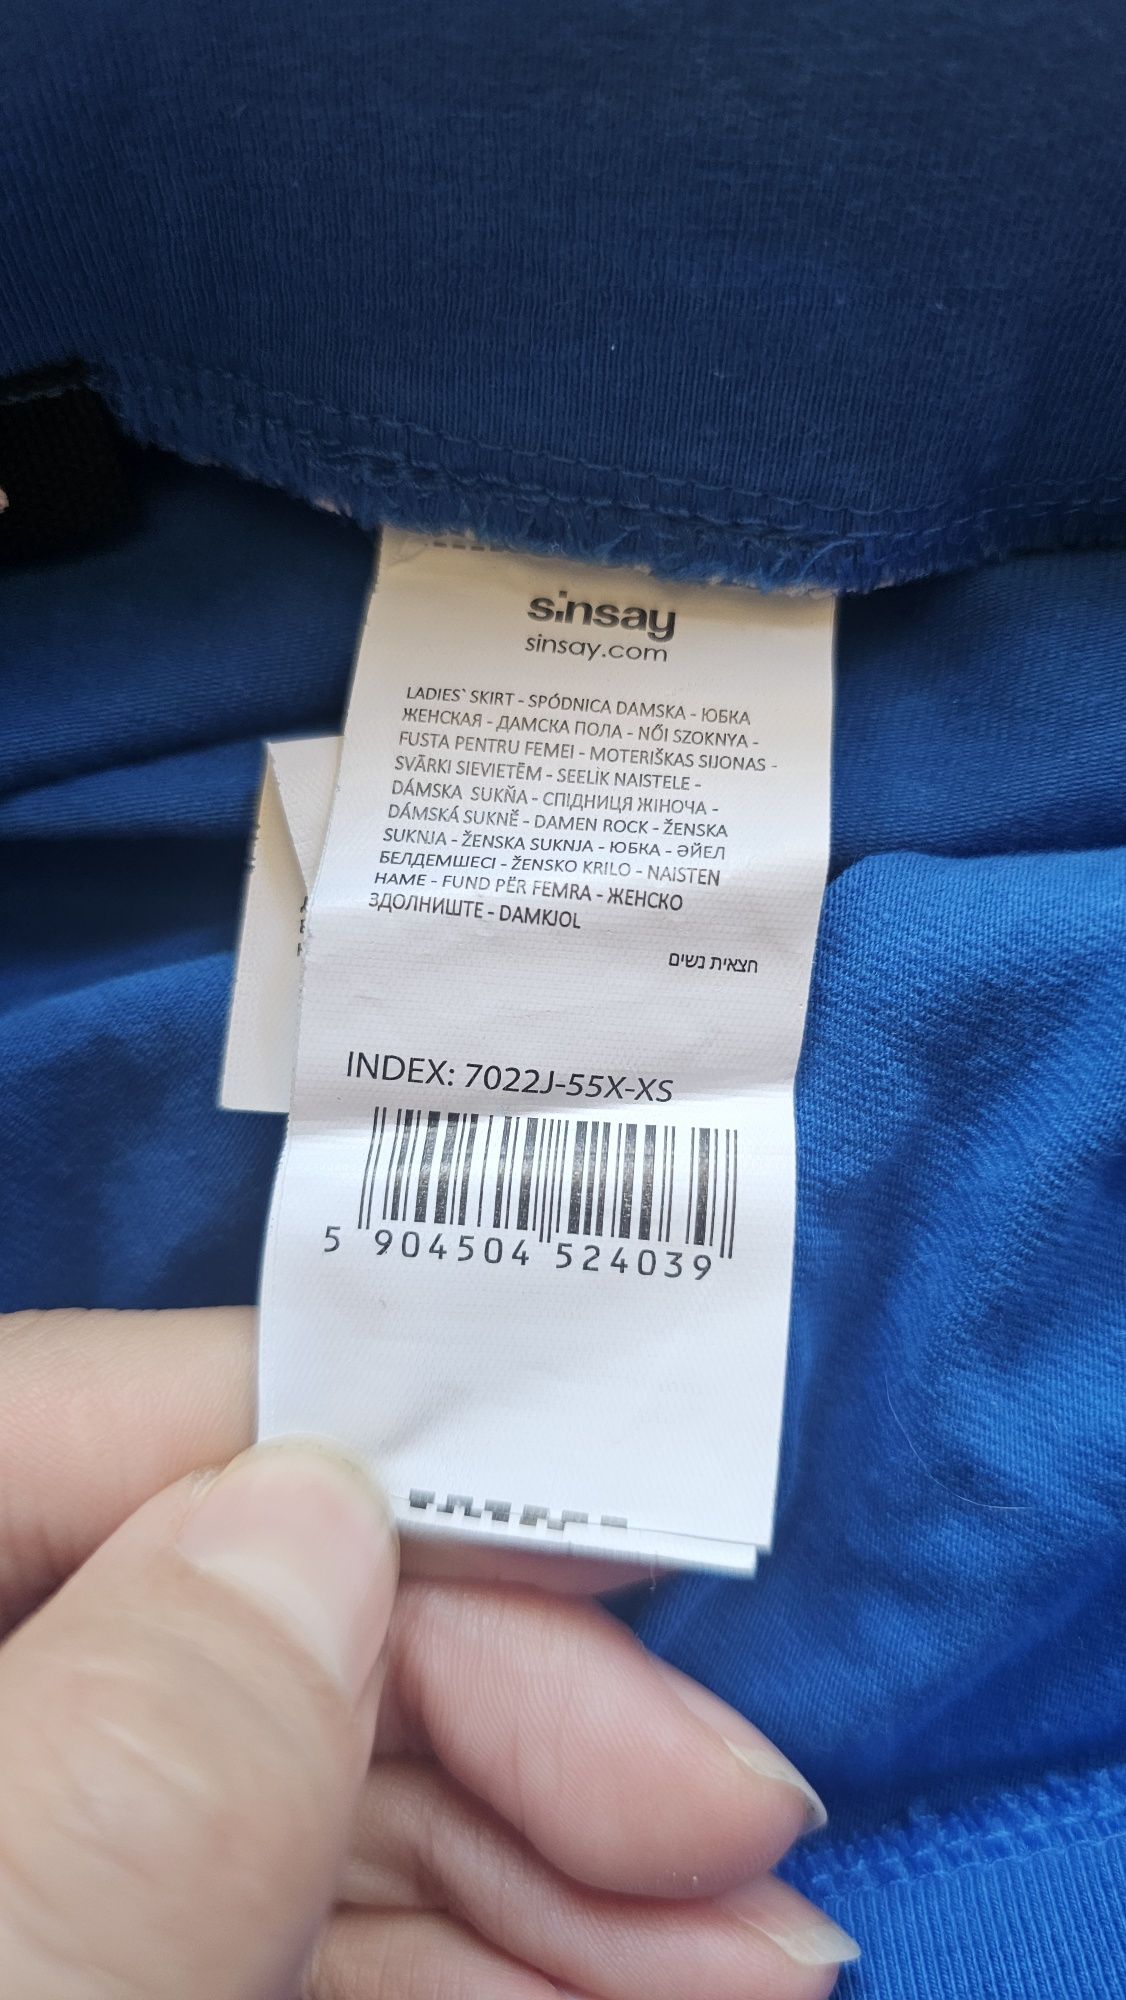 sinsay
sinsay.com
LADIES` SKIRT - SPÓDNICA DAMSKA - ЮБКА
ЖЕНСКАЯ - ДАМСКА ПОЛА - NŐI SZOKNYA -
FUSTA PENTRU FEMEI - MOTERIŠKAS SIJONAS -
SVĀRKI SIEVIETĒM - SEELIK NAISTELE -
DÁMSKA SUKŇA - СПІДНИЦЯ ЖІНОЧА -
DÁMSKÁ SUKNĚ - DAMEN ROCK - ŽENSKA
SUKNJA - ŽENSKA SUKNJA - ЮБКА - ӘЙЕЛ
БЕЛДЕМШЕСІ - ŽENSKO KRILO - NAISTEN
HAME - FUND PËR FEMRA - ЖЕНСКО
ЗДОЛНИШТЕ - DAMKJOL
חצאית נשים
INDEX: 7022J-55X-XS
5 904504 524039